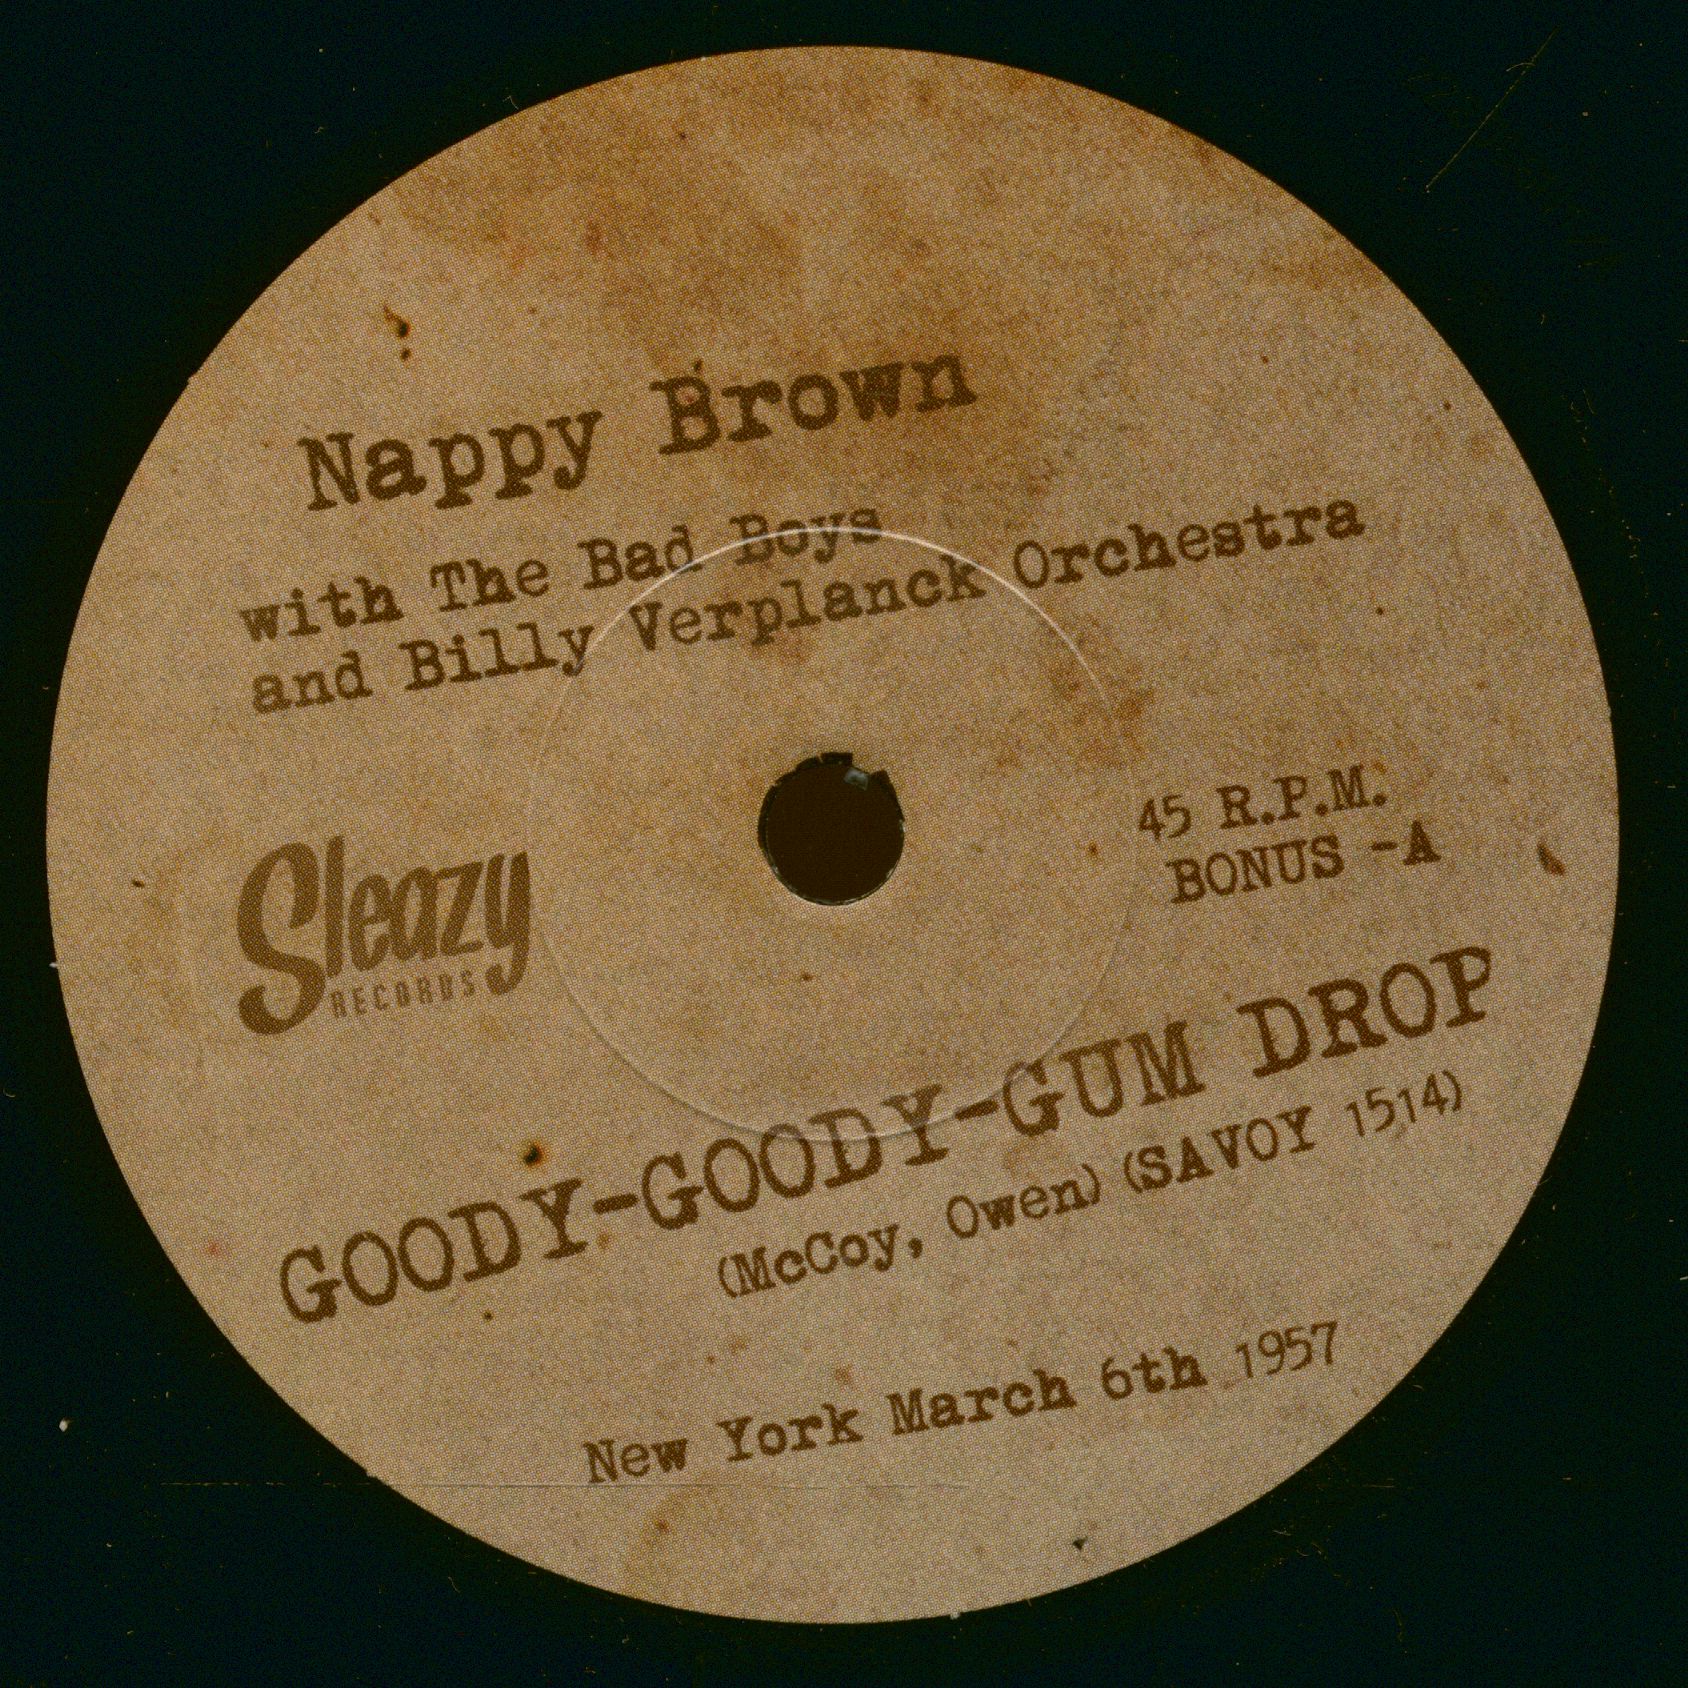 Nappy Brown
with The Bad Boys
and Billy Verplanck Orchestra
45 R.P.M.
BONUS -A
Sleazy
RECORDS
GOODY-GOODY-GUM DROP
(McCoy, Owen) (SAVOY 1514)
New York March 6th 1957